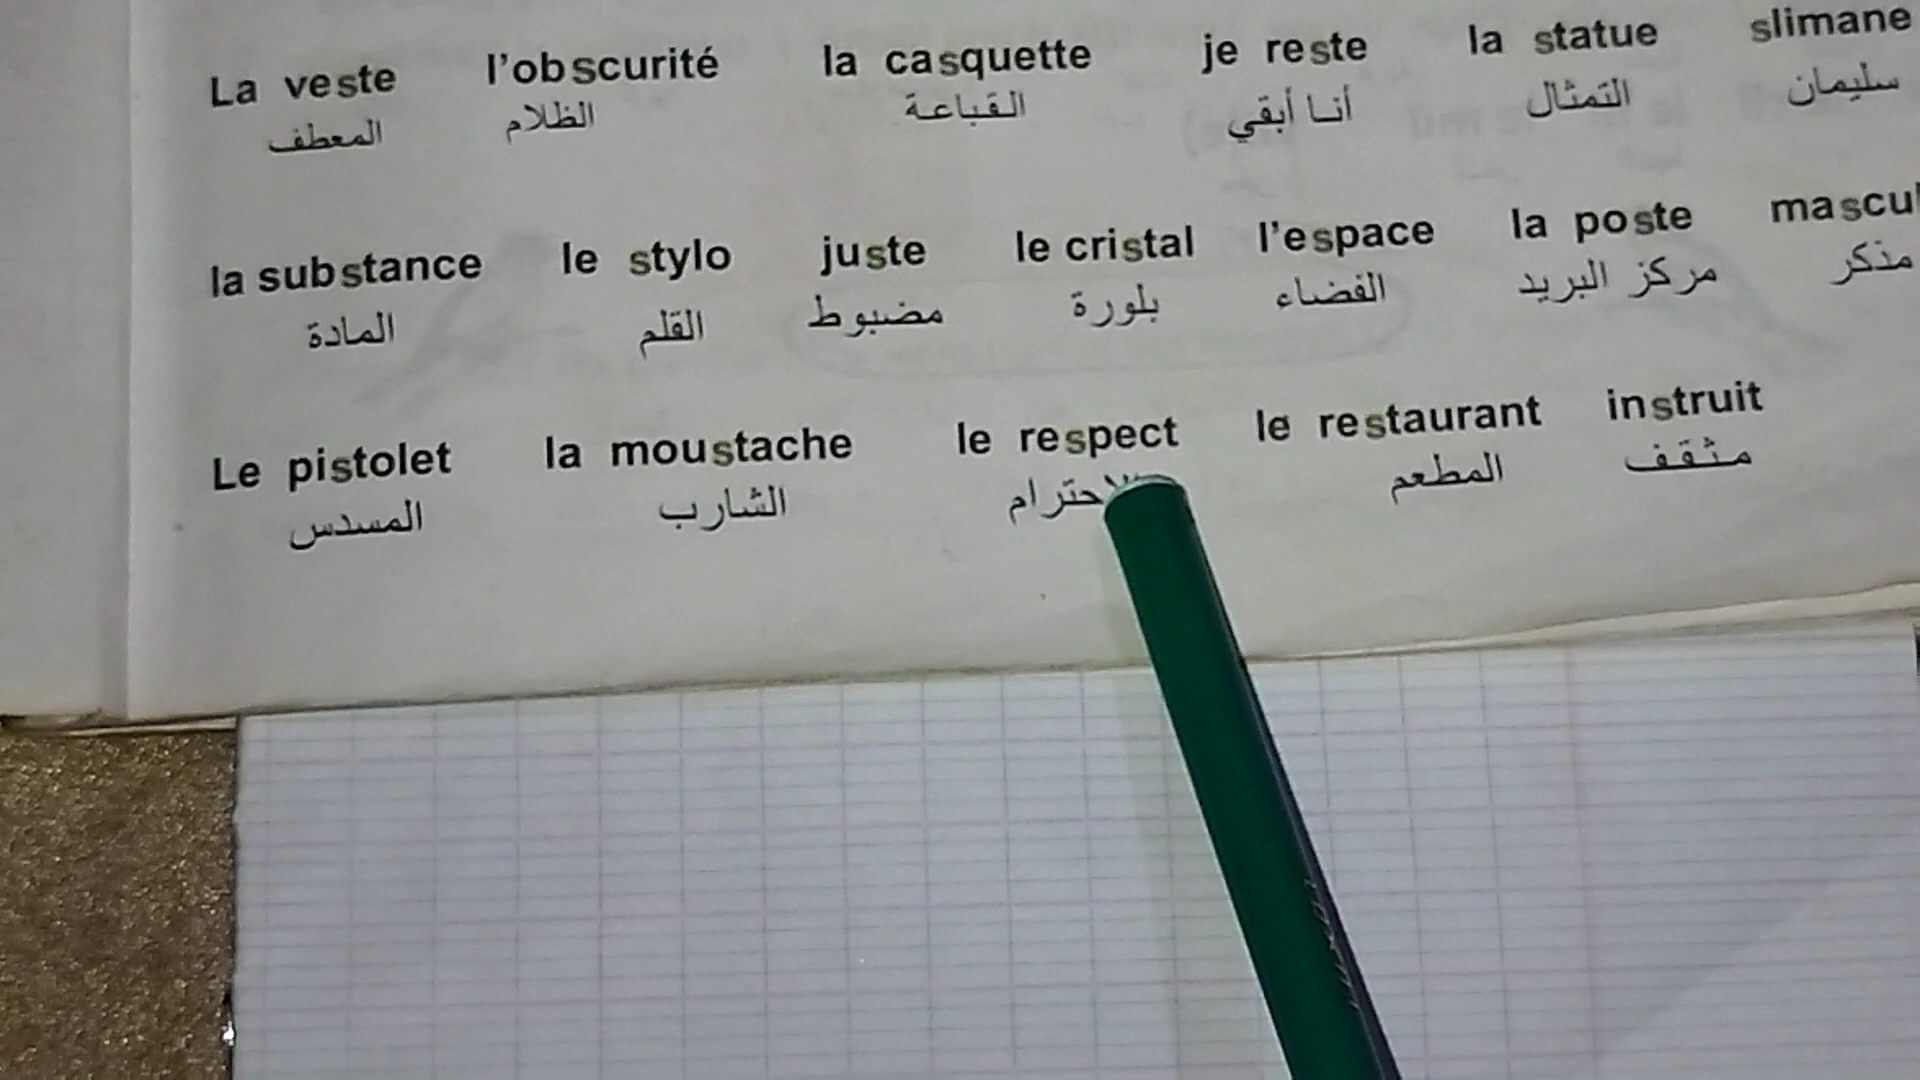 La veste l'obscurité la casquette je reste la statue slimane
المعطف الظلام القباعة أنا أبقي التمثال سليمان
la substance le stylo juste le cristal l'espace la poste mascul
المادة القلم مضبوط بلورة الفضاء مركز البريد مذكر
Le pistolet la moustache le respect le restaurant instruit
المسدس الشارب الاحترام المطعم مثقف